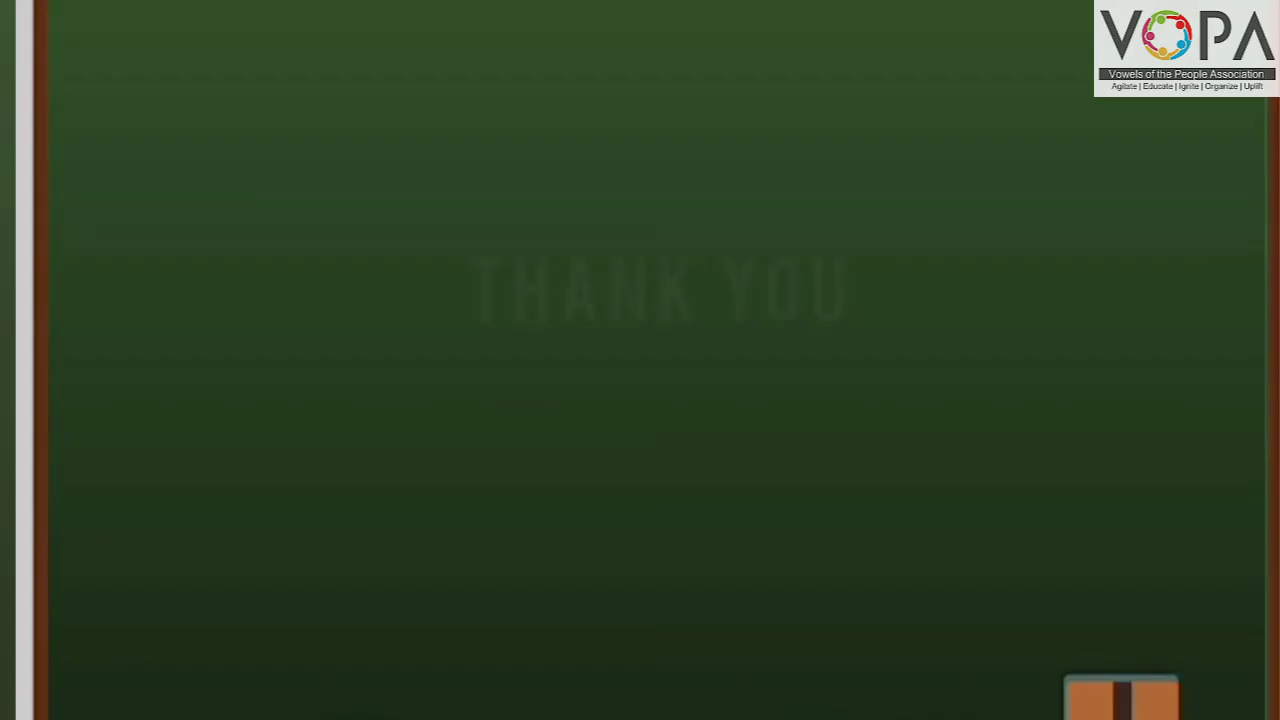 VOPA
Vowels of the People Association
Agitate | Educate | Ignite | Organize | Uplift
THANK YOU